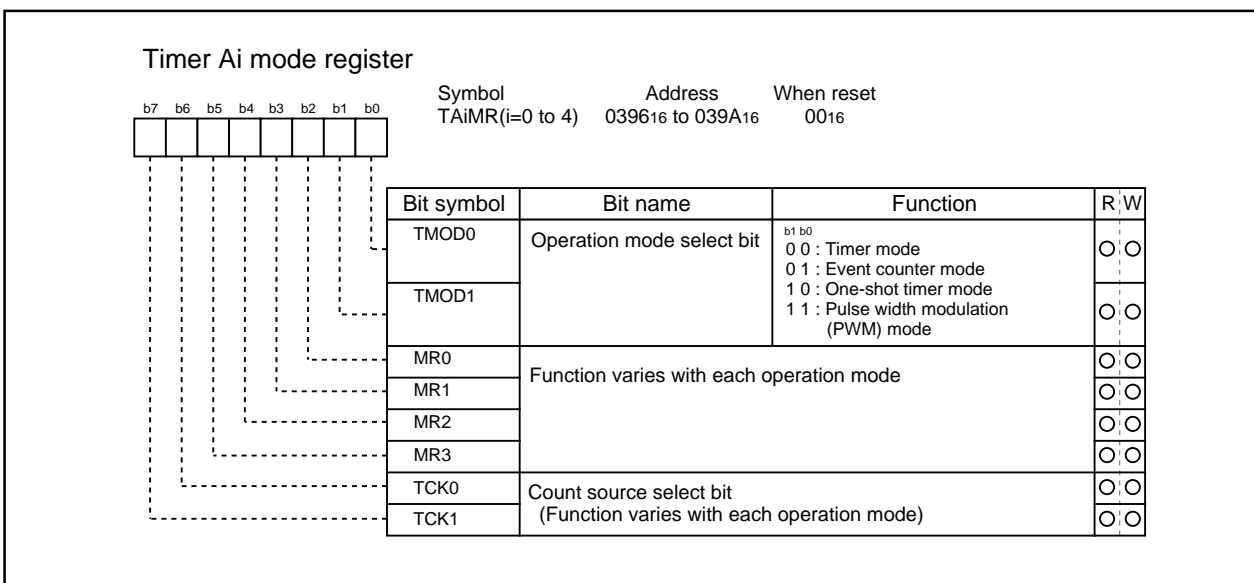 Timer Ai mode register
Symbol Address When reset
b7 b6 b5 b4 b3 b2 b1 b0
TAiMR(i=0 to 4) 039616 to 039A16 0016
Bit symbol Bit name Function R W
TMOD0 Operation mode select bit b1 b0
0 0 : Timer mode
0 1 : Event counter mode
TMOD1 1 0 : One-shot timer mode
1 1 : Pulse width modulation
(PWM) mode
MR0
Function varies with each operation mode
MR1
MR2
MR3
TCK0 Count source select bit
TCK1 (Function varies with each operation mode)